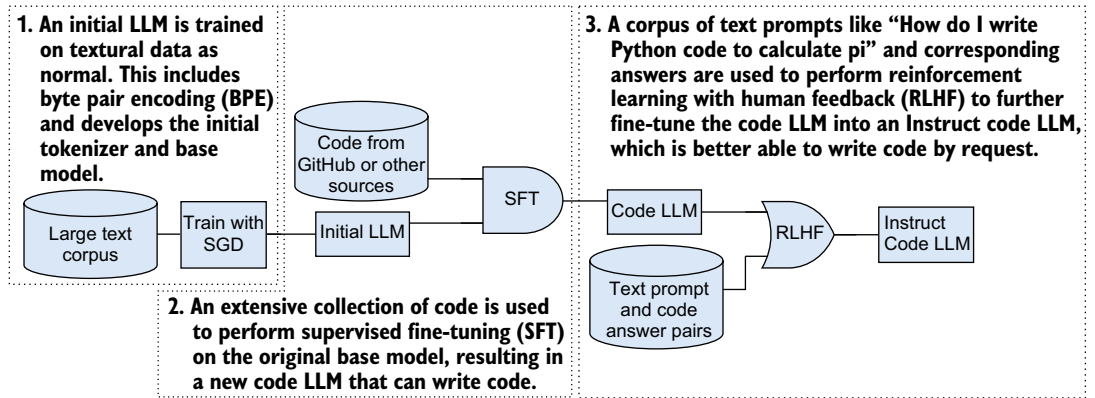 1. An initial LLM is trained
on textural data as
normal. This includes
byte pair encoding (BPE)
and develops the initial
tokenizer and base
model.
Large text
corpus
Train with
SGD
Code from
GitHub or other
sources
Initial LLM
SFT
2. An extensive collection of code is used
to perform supervised fine-tuning (SFT)
on the original base model, resulting in
a new code LLM that can write code.
3. A corpus of text prompts like “How do I write
Python code to calculate pi” and corresponding
answers are used to perform reinforcement
learning with human feedback (RLHF) to further
fine-tune the code LLM into an Instruct code LLM,
which is better able to write code by request.
Code LLM
Text prompt
and code
answer pairs
RLHF
Instruct
Code LLM